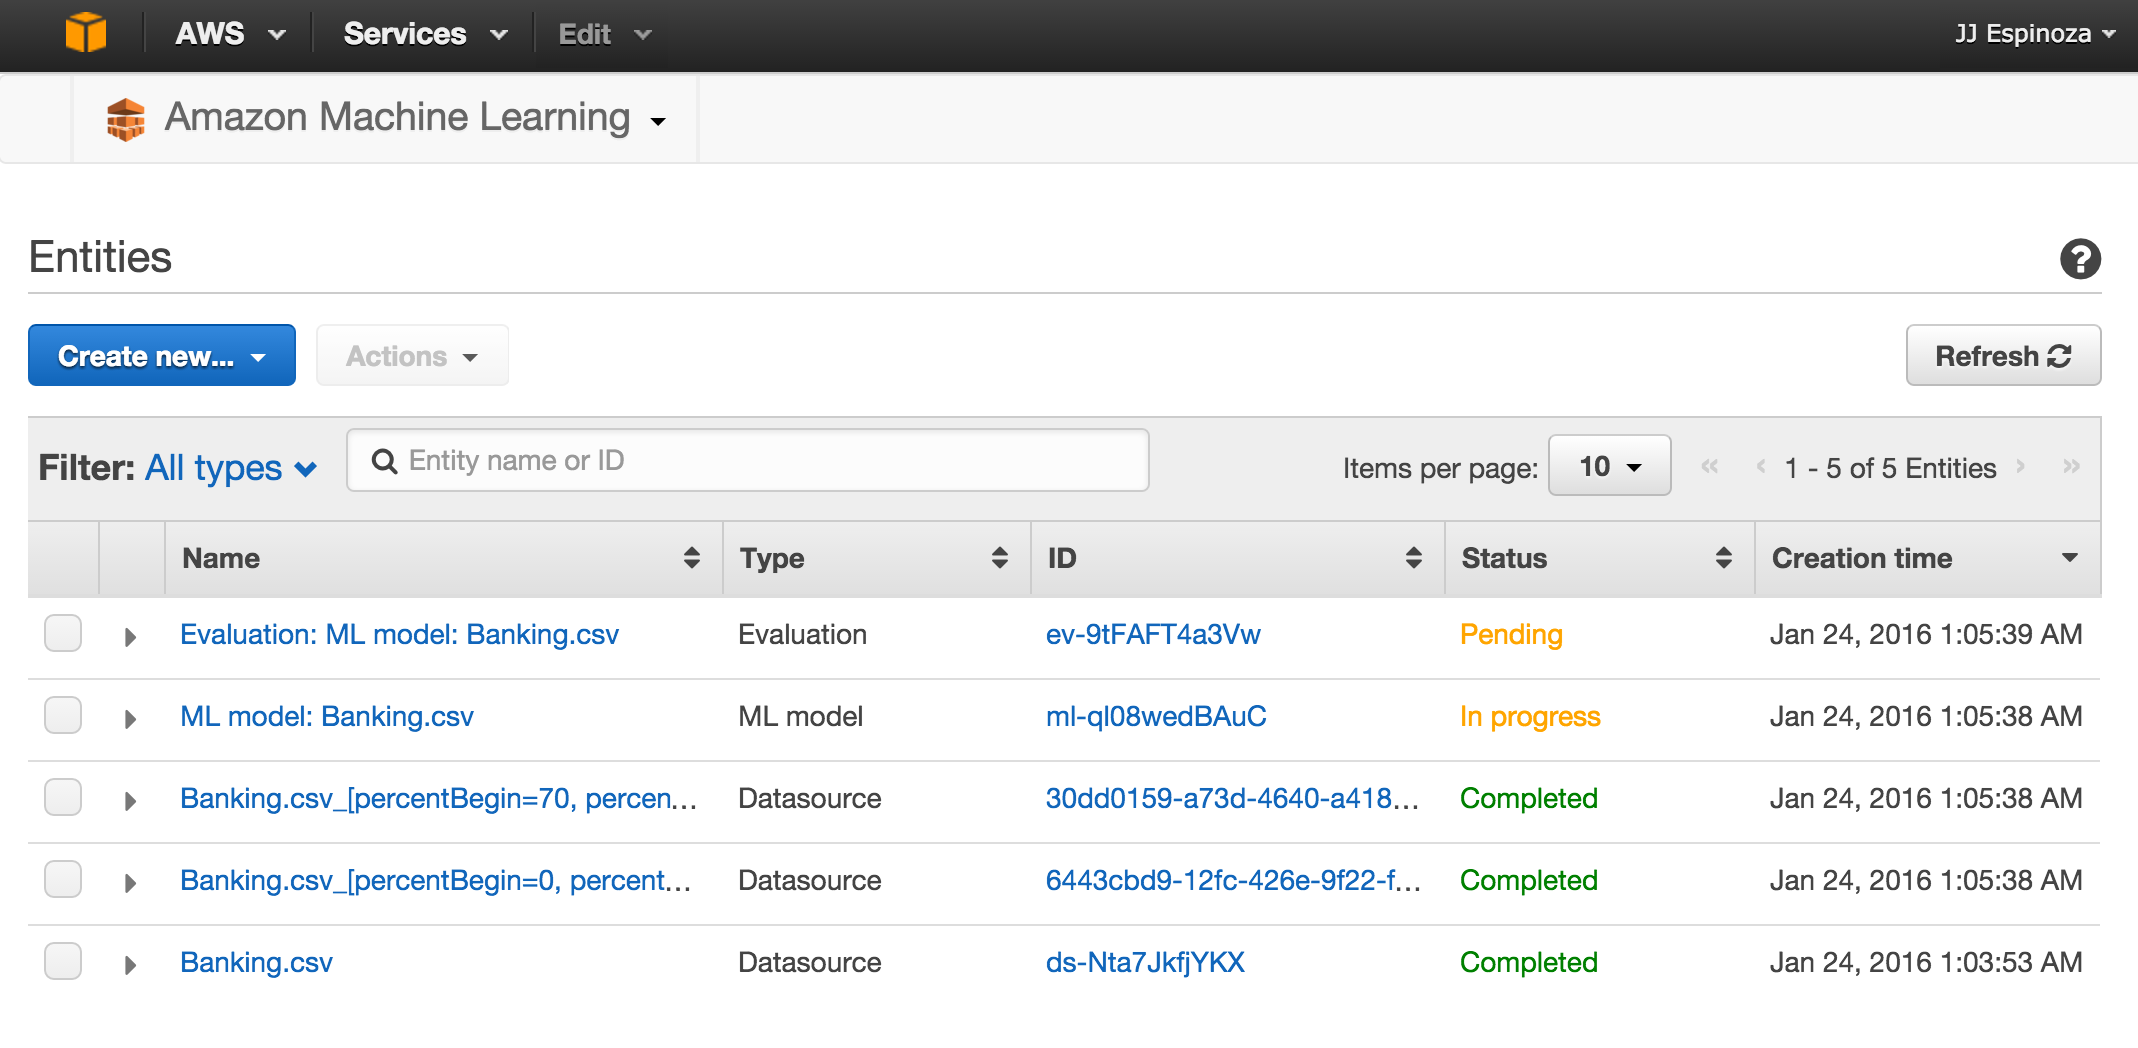 AWS Services Edit JJ Espinoza
Amazon Machine Learning
Entities
Create new... Actions Refresh
Filter: All types Entity name or ID Items per page: 10 « ‹ 1 - 5 of 5 Entities › »
Name Type ID Status Creation time
Evaluation: ML model: Banking.csv Evaluation ev-9tFAFT4a3Vw Pending Jan 24, 2016 1:05:39 AM
ML model: Banking.csv ML model ml-ql08wedBAuC In progress Jan 24, 2016 1:05:38 AM
Banking.csv_[percentBegin=70, percen... Datasource 30dd0159-a73d-4640-a418... Completed Jan 24, 2016 1:05:38 AM
Banking.csv_[percentBegin=0, percent... Datasource 6443cbd9-12fc-426e-9f22-f... Completed Jan 24, 2016 1:05:38 AM
Banking.csv Datasource ds-Nta7JkfjYKX Completed Jan 24, 2016 1:03:53 AM